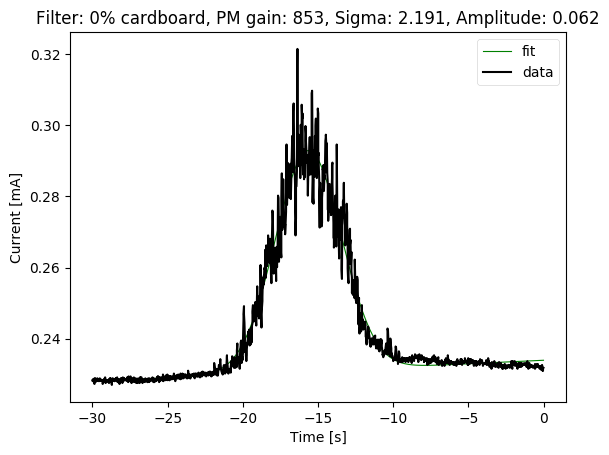 Filter: 0% cardboard, PM gain: 853, Sigma: 2.191, Amplitude: 0.062
fit
data
0.32
0.30
0.28
0.26
0.24
Current [mA]
−30
−25
−20
−15
−10
−5
0
Time [s]